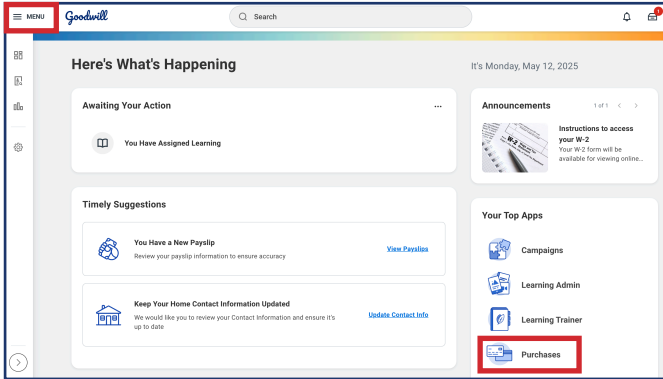 MENU
Goodwill
Search
1
Here's What's Happening
It's Monday, May 12, 2025
Awaiting Your Action
...
You Have Assigned Learning
Announcements
1 of 1
Instructions to access
your W-2
Your W-2 form will be
available for viewing online...
W-2
Timely Suggestions
You Have a New Payslip
Review your payslip information to ensure accuracy
View Payslips
Keep Your Home Contact Information Updated
We would like you to review your Contact Information and ensure it's
up to date
Update Contact Info
Your Top Apps
Campaigns
Learning Admin
Learning Trainer
Purchases